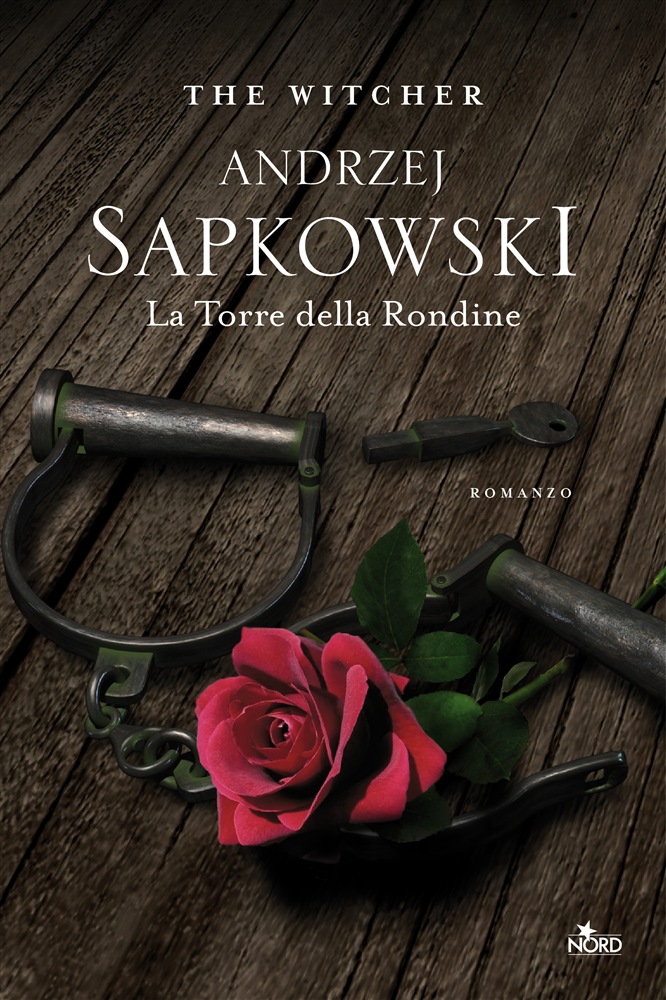 THE WITCHER
ANDRZEJ
SAPKOWSKI
La Torre della Rondine
ROMANZO
NORD